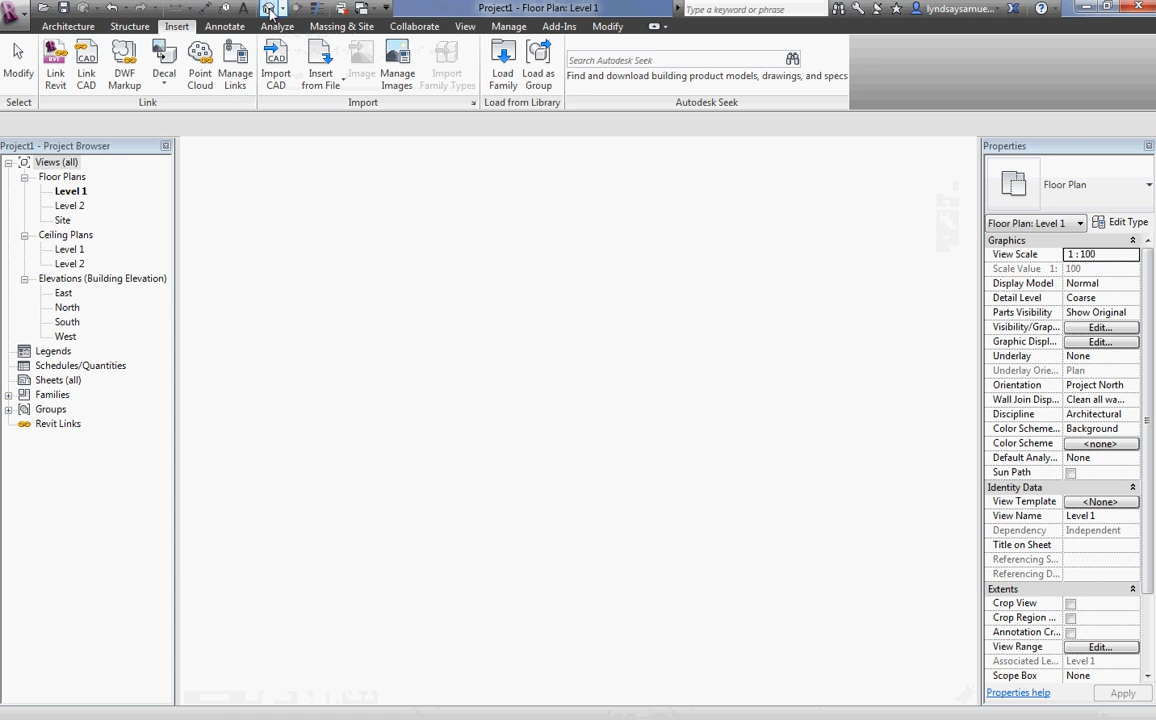 Project1 - Floor Plan: Level 1
Type a keyword or phrase
lyndsaysamue...
Architecture Structure Insert Annotate Analyze Massing & Site Collaborate View Manage Add-Ins Modify
Modify
Link Revit
Link CAD
DWF Markup
Decal
Point Cloud
Manage Links
Import CAD
Insert from File
Image
Manage Images
Import Family Types
Load Family
Load as Group
Search Autodesk Seek
Find and download building product models, drawings, and specs
Select
Link
Import
Load from Library
Autodesk Seek
Project1 - Project Browser
Views (all)
Floor Plans
Level 1
Level 2
Site
Ceiling Plans
Level 1
Level 2
Elevations (Building Elevation)
East
North
South
West
Legends
Schedules/Quantities
Sheets (all)
Families
Groups
Revit Links
Properties
Floor Plan
Floor Plan: Level 1
Edit Type
Graphics
View Scale 1 : 100
Scale Value 1: 100
Display Model Normal
Detail Level Coarse
Parts Visibility Show Original
Visibility/Grap... Edit...
Graphic Displ... Edit...
Underlay None
Underlay Orie... Plan
Orientation Project North
Wall Join Disp... Clean all wa...
Discipline Architectural
Color Scheme... Background
Color Scheme <none>
Default Analy... None
Sun Path
Identity Data
View Template <None>
View Name Level 1
Dependency Independent
Title on Sheet
Referencing S...
Referencing D...
Extents
Crop View
Crop Region ...
Annotation Cr...
View Range Edit...
Associated Le... Level 1
Scope Box None
Properties help
Apply